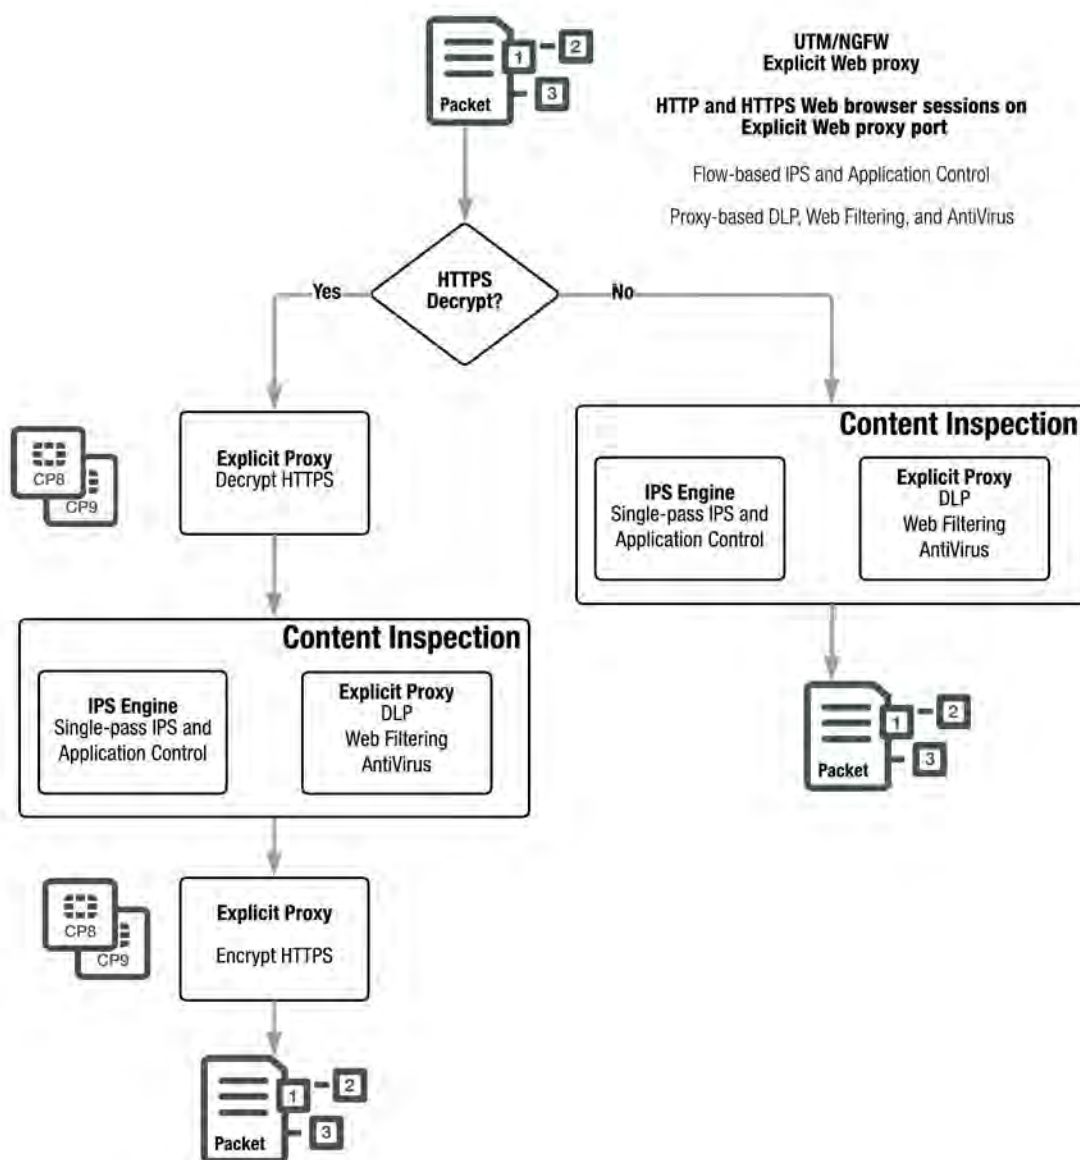 1
2
3
Packet
UTM/NGFW
Explicit Web proxy
HTTP and HTTPS Web browser sessions on
Explicit Web proxy port
Flow-based IPS and Application Control
Proxy-based DLP, Web Filtering, and AntiVirus
HTTPS
Decrypt?
Yes
No
CP8
CP9
Explicit Proxy
Decrypt HTTPS
Content Inspection
IPS Engine
Single-pass IPS and
Application Control
Explicit Proxy
DLP
Web Filtering
AntiVirus
Content Inspection
IPS Engine
Single-pass IPS and
Application Control
Explicit Proxy
DLP
Web Filtering
AntiVirus
1
2
3
Packet
CP8
CP9
Explicit Proxy
Encrypt HTTPS
1
2
3
Packet